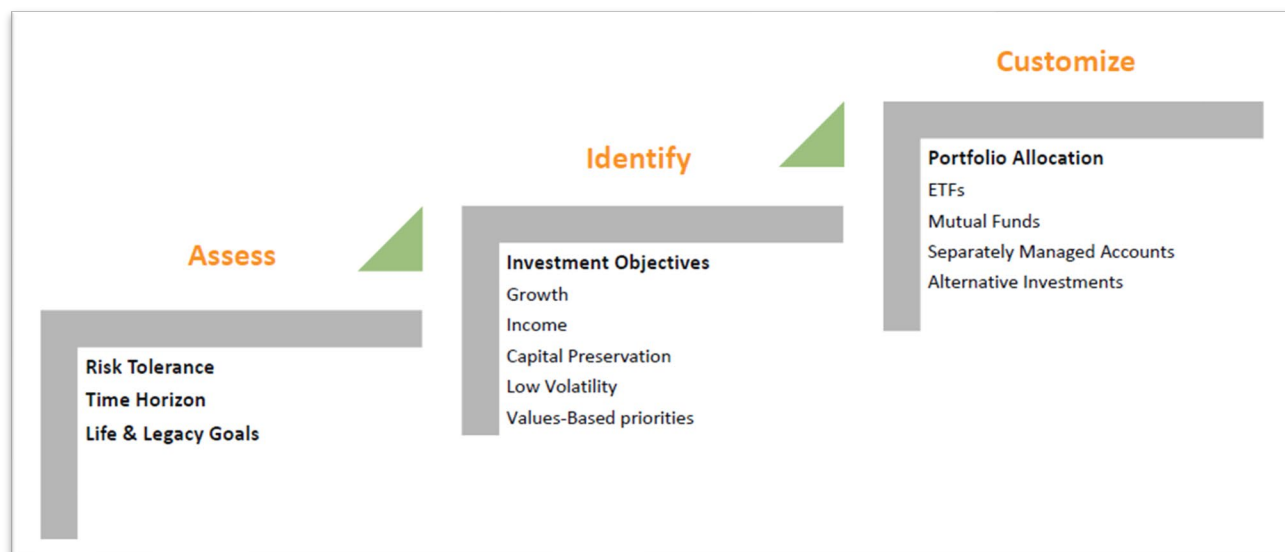 Assess
Risk Tolerance
Time Horizon
Life & Legacy Goals
Identify
Investment Objectives
Growth
Income
Capital Preservation
Low Volatility
Values-Based priorities
Customize
Portfolio Allocation
ETFs
Mutual Funds
Separately Managed Accounts
Alternative Investments